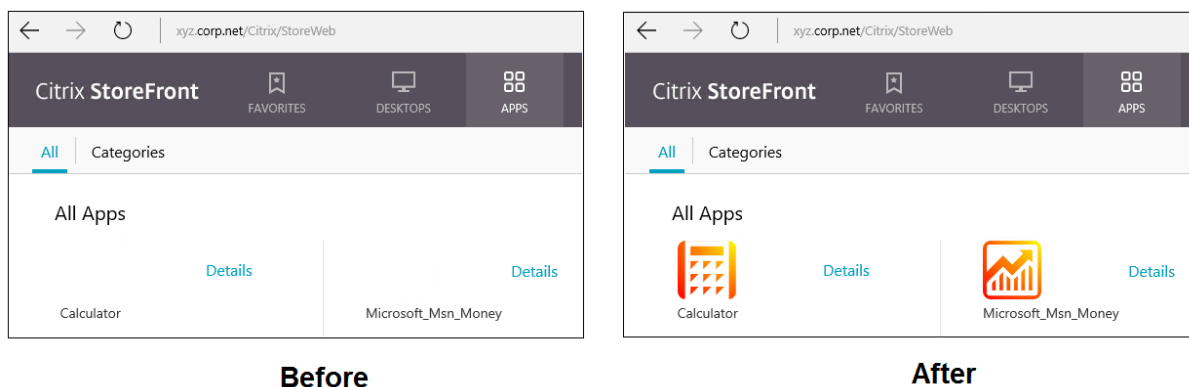 xyz.corp.net/Citrix/StoreWeb
Citrix StoreFront
FAVORITES
DESKTOPS
APPS
All
Categories
All Apps
Details
Details
Calculator
Microsoft_Msn_Money
Before
xyz.corp.net/Citrix/StoreWeb
Citrix StoreFront
FAVORITES
DESKTOPS
APPS
All
Categories
All Apps
Details
Details
Calculator
Microsoft_Msn_Money
After